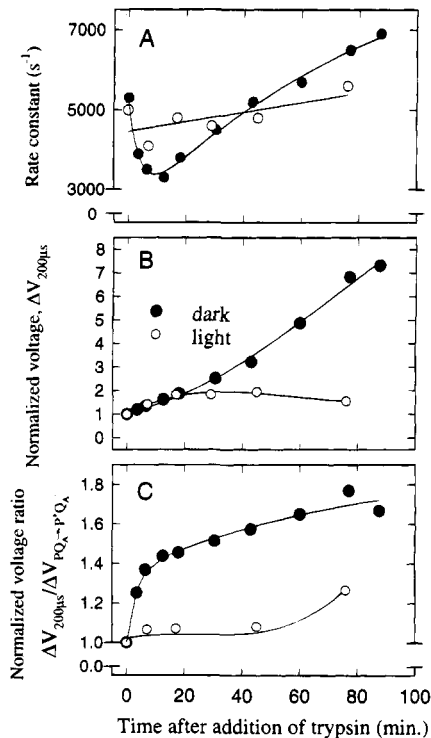 A
Rate constant (s⁻¹)
7000
5000
3000
0
B
Normalized voltage, ΔV200μs
8
7
6
5
4
3
2
1
0
dark
light
C
Normalized voltage ratio
ΔV200μs/ΔVPQA→P⁺Q⁻A
1.8
1.6
1.4
1.2
1.0
0.0
0 20 40 60 80 100
Time after addition of trypsin (min.)